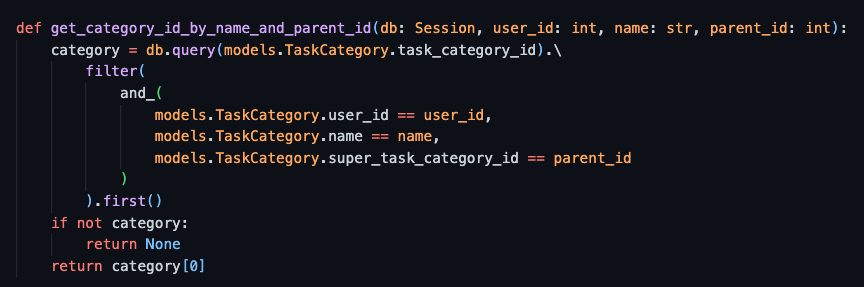 def get_category_id_by_name_and_parent_id(db: Session, user_id: int, name: str, parent_id: int):
    category = db.query(models.TaskCategory.task_category_id).\
        filter(
            and_(
                models.TaskCategory.user_id == user_id,
                models.TaskCategory.name == name,
                models.TaskCategory.super_task_category_id == parent_id
            )
        ).first()
    if not category:
        return None
    return category[0]